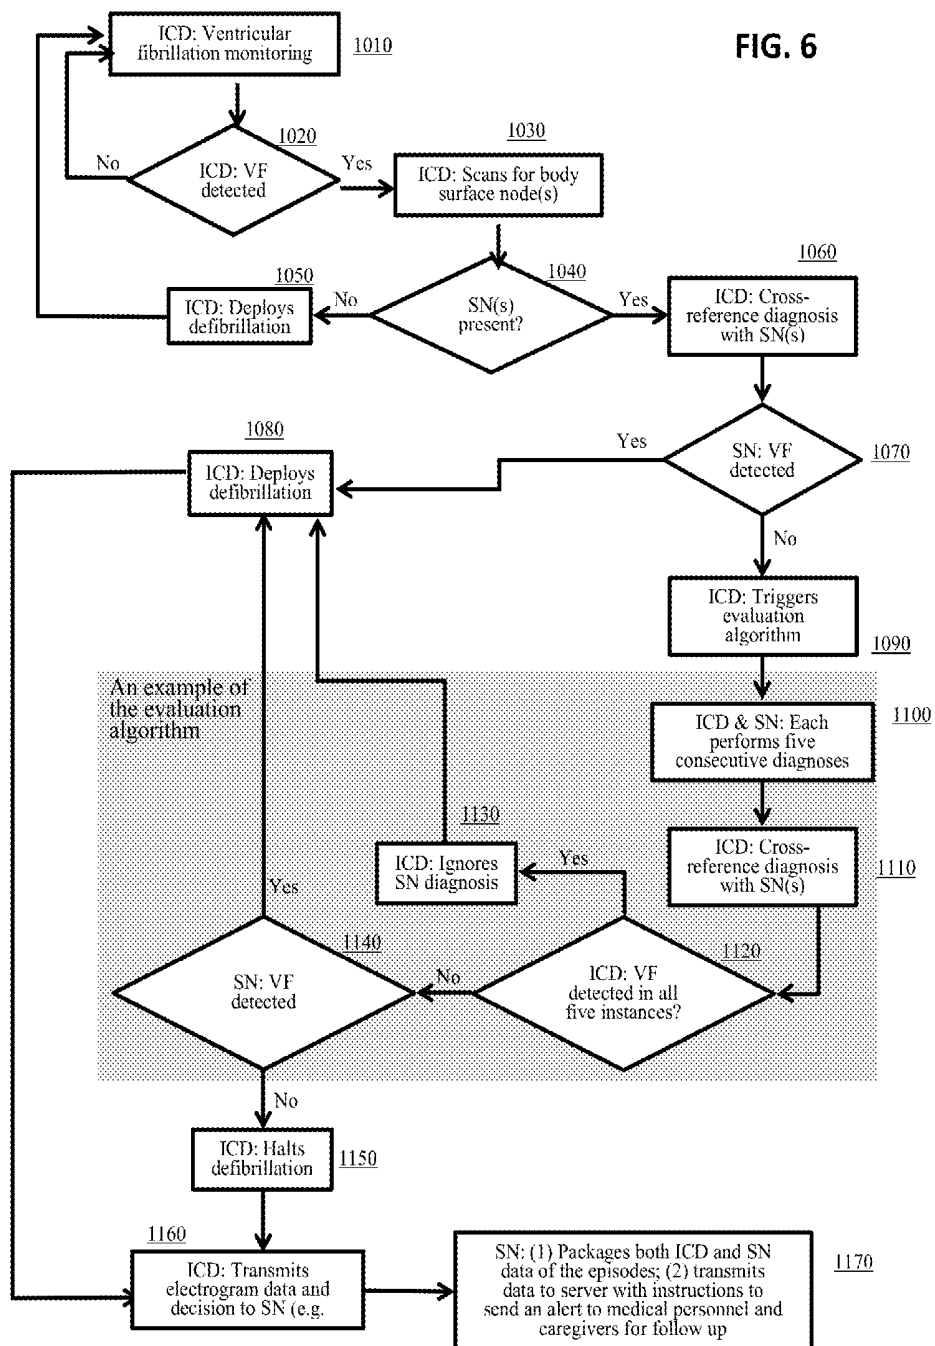 FIG. 6
ICD: Ventricular
fibrillation monitoring
1010
1020
ICD: VF
detected
No
Yes
1030
ICD: Scans for body
surface node(s)
1040
SN(s)
present?
No
Yes
1050
ICD: Deploys
defibrillation
1060
ICD: Cross-
reference diagnosis
with SN(s)
1070
SN: VF
detected
Yes
No
1080
ICD: Deploys
defibrillation
ICD: Triggers
evaluation
algorithm
1090
An example of
the evaluation
algorithm
ICD & SN: Each
performs five
consecutive diagnoses
1100
ICD: Cross-
reference diagnosis
with SN(s)
1110
1120
ICD: VF
detected in all
five instances?
Yes
No
1130
ICD: Ignores
SN diagnosis
1140
SN: VF
detected
Yes
No
ICD: Halts
defibrillation
1150
1160
ICD: Transmits
electrogram data and
decision to SN (e.g.
SN: (1) Packages both ICD and SN
data of the episodes; (2) transmits
data to server with instructions to
send an alert to medical personnel and
caregivers for follow up
1170